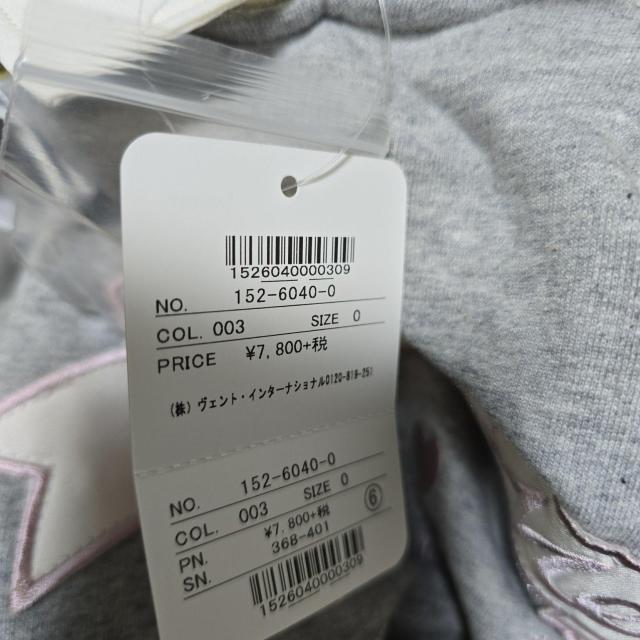 1526040000309
NO. 152-6040-0
COL. 003 SIZE 0
PRICE ¥7,800+税
(株)ヴェント・インターナショナル0120-819-251
NO. 152-6040-0
COL. 003 SIZE 0
PN. ¥7,800+税 ⑥
SN. 368-401
1526040000309